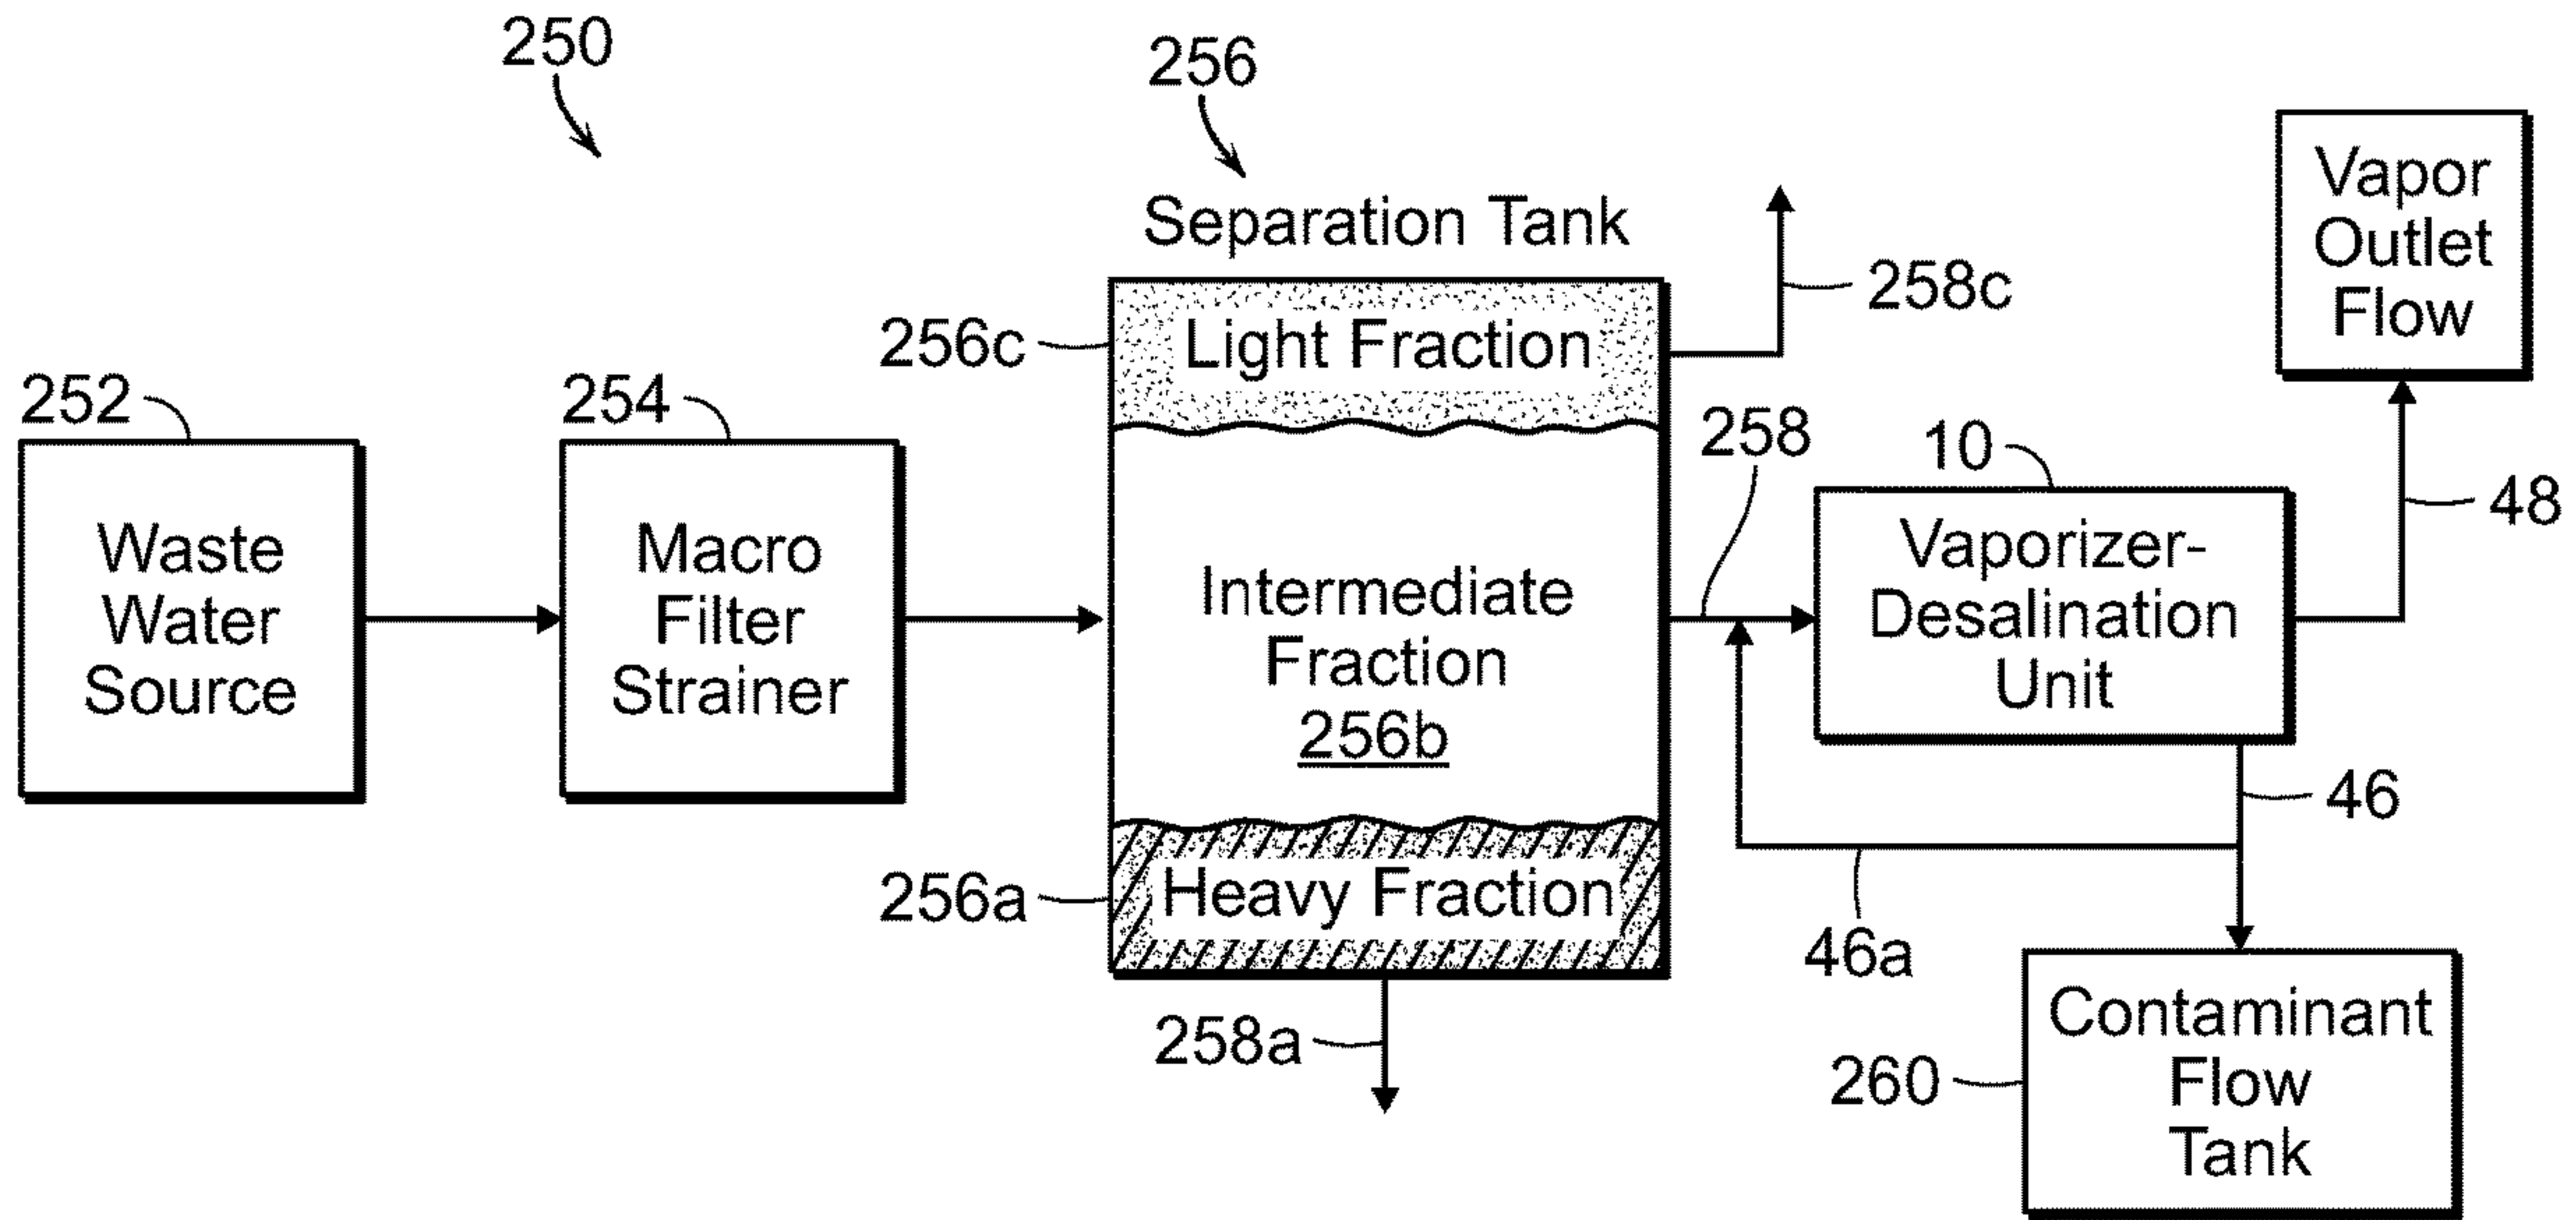 250
256
Separation Tank
258c
Vapor
Outlet
Flow
256c
Light Fraction
252
254
258
10
48
Waste
Water
Source
Macro
Filter
Strainer
Intermediate
Fraction
256b
Vaporizer-
Desalination
Unit
46
256a
Heavy Fraction
46a
258a
260
Contaminant
Flow
Tank